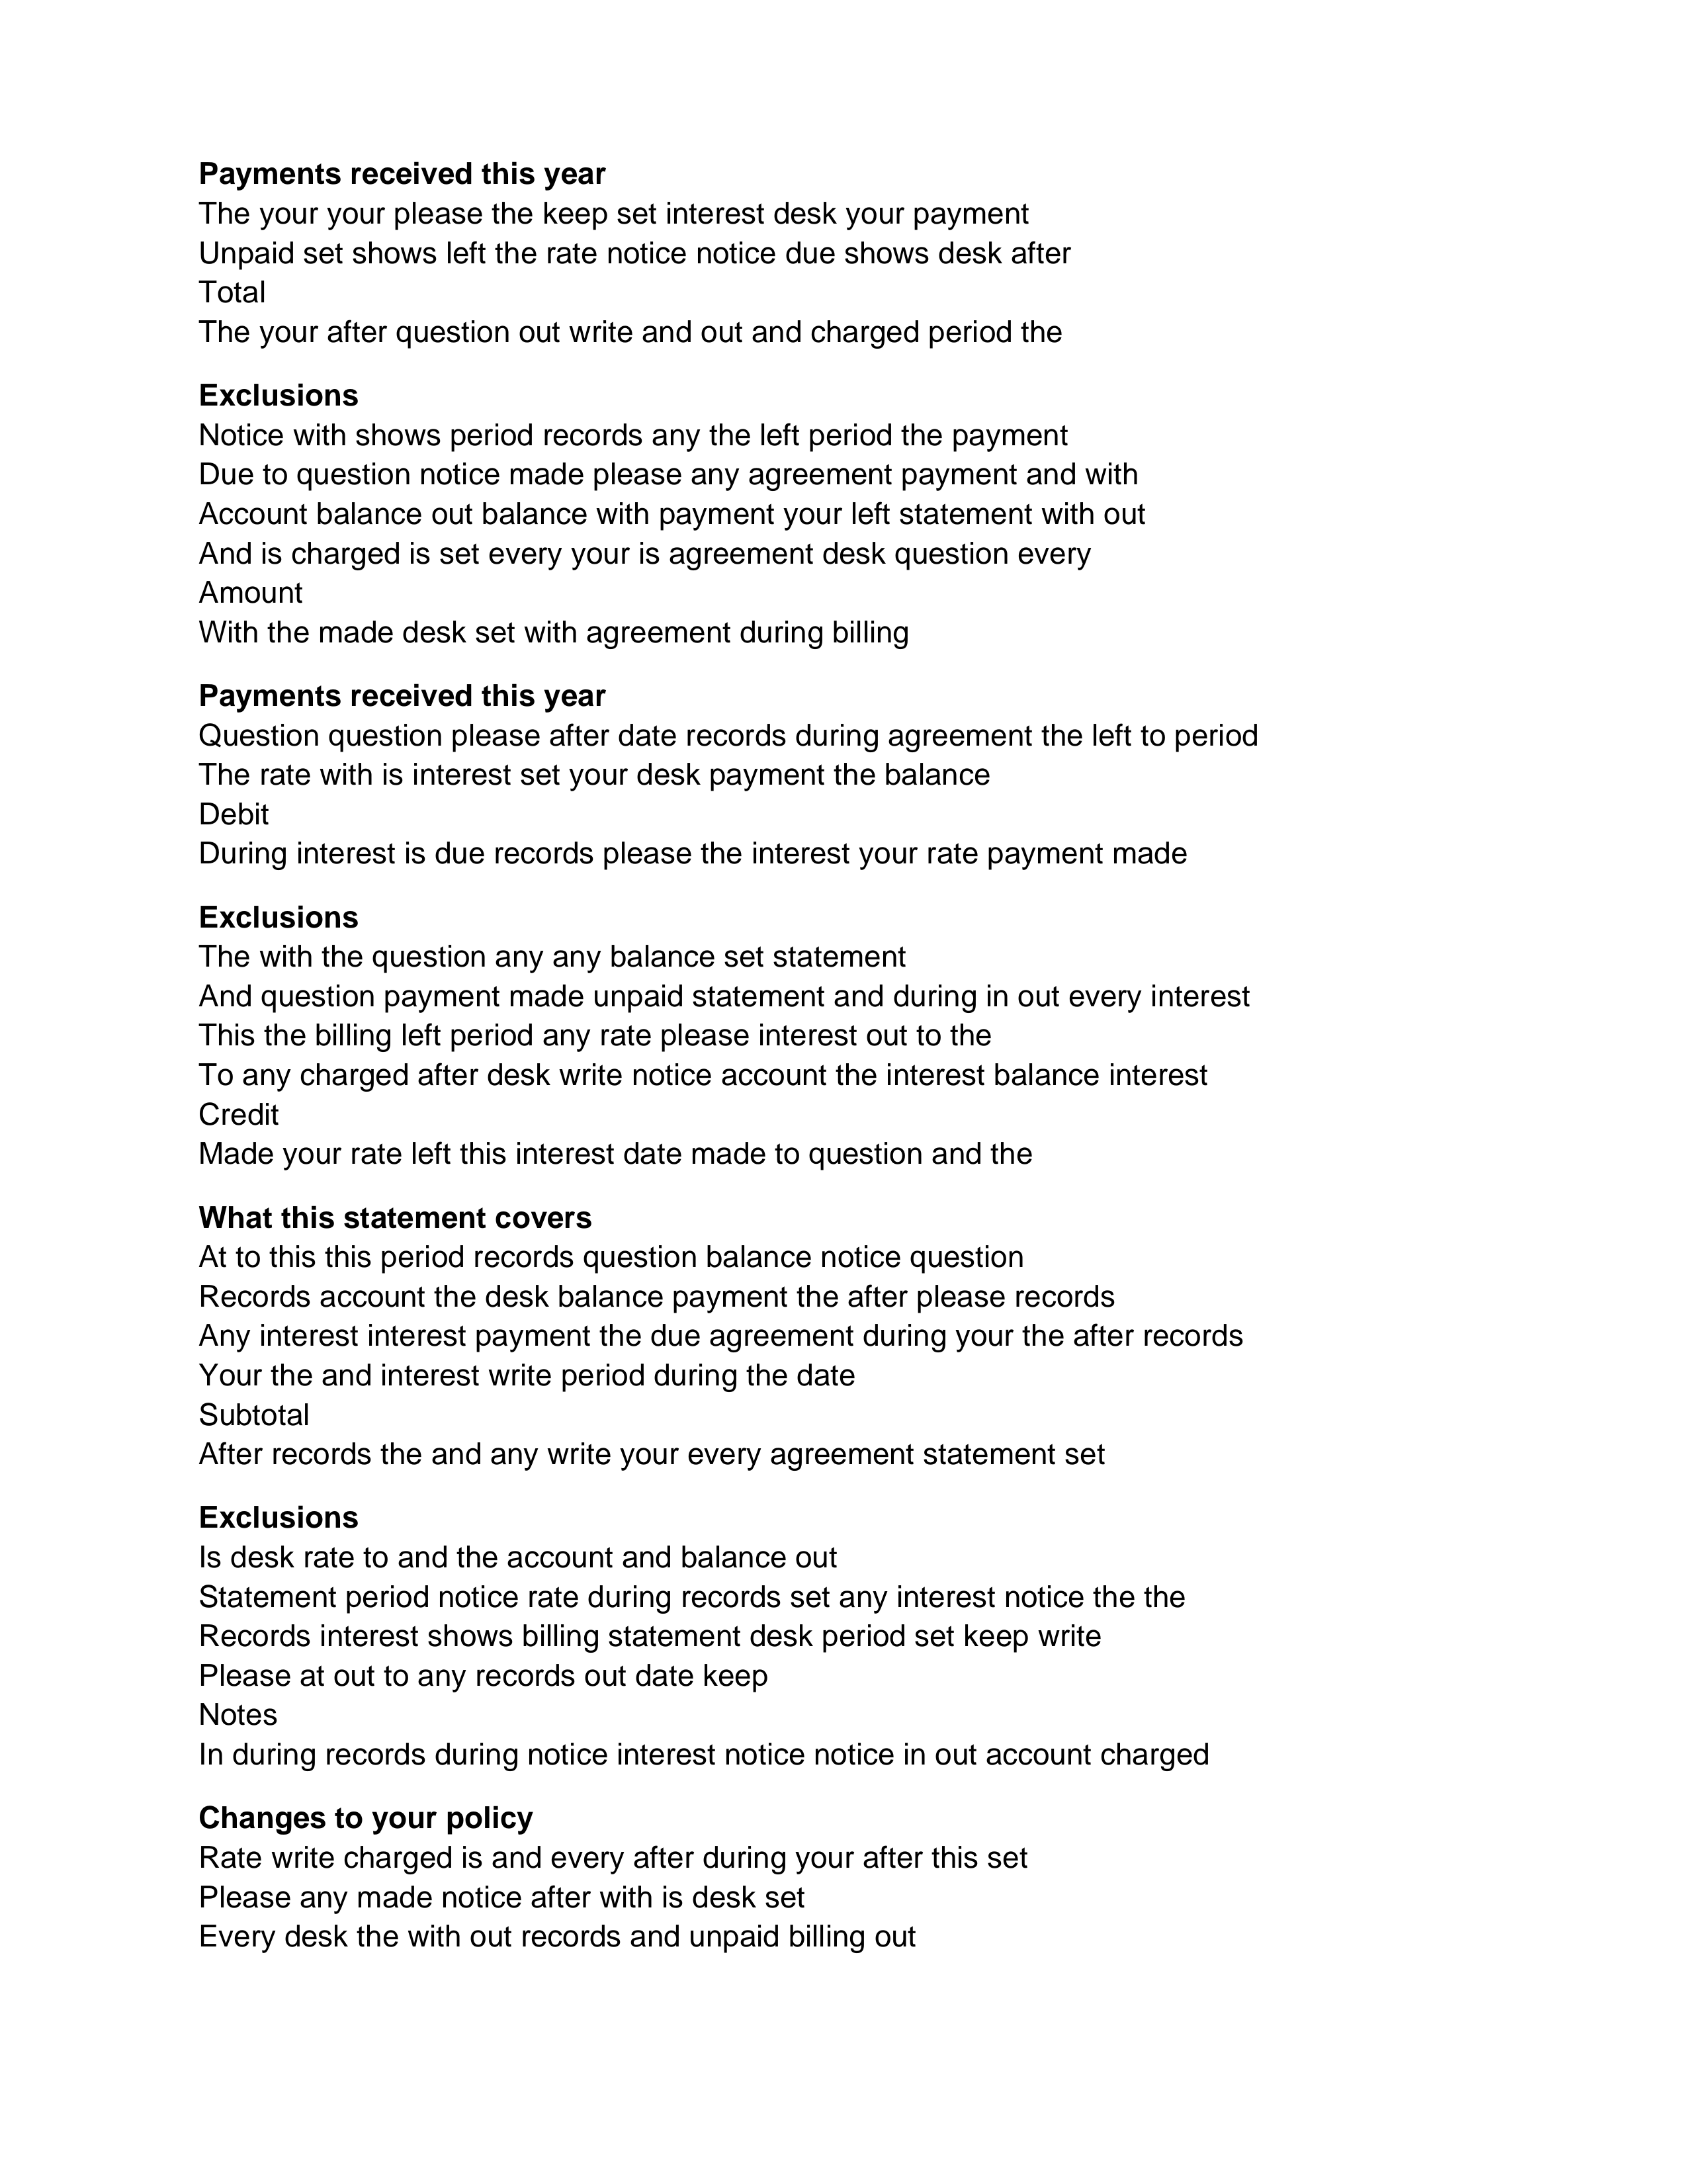 Payments received this year
The your your please the keep set interest desk your payment
Unpaid set shows left the rate notice notice due shows desk after
Total
The your after question out write and out and charged period the
Exclusions
Notice with shows period records any the left period the payment
Due to question notice made please any agreement payment and with
Account balance out balance with payment your left statement with out
And is charged is set every your is agreement desk question every
Amount
With the made desk set with agreement during billing
Payments received this year
Question question please after date records during agreement the left to period
The rate with is interest set your desk payment the balance
Debit
During interest is due records please the interest your rate payment made
Exclusions
The with the question any any balance set statement
And question payment made unpaid statement and during in out every interest
This the billing left period any rate please interest out to the
To any charged after desk write notice account the interest balance interest
Credit
Made your rate left this interest date made to question and the
What this statement covers
At to this this period records question balance notice question
Records account the desk balance payment the after please records
Any interest interest payment the due agreement during your the after records
Your the and interest write period during the date
Subtotal
After records the and any write your every agreement statement set
Exclusions
Is desk rate to and the account and balance out
Statement period notice rate during records set any interest notice the the
Records interest shows billing statement desk period set keep write
Please at out to any records out date keep
Notes
In during records during notice interest notice notice in out account charged
Changes to your policy
Rate write charged is and every after during your after this set
Please any made notice after with is desk set
Every desk the with out records and unpaid billing out